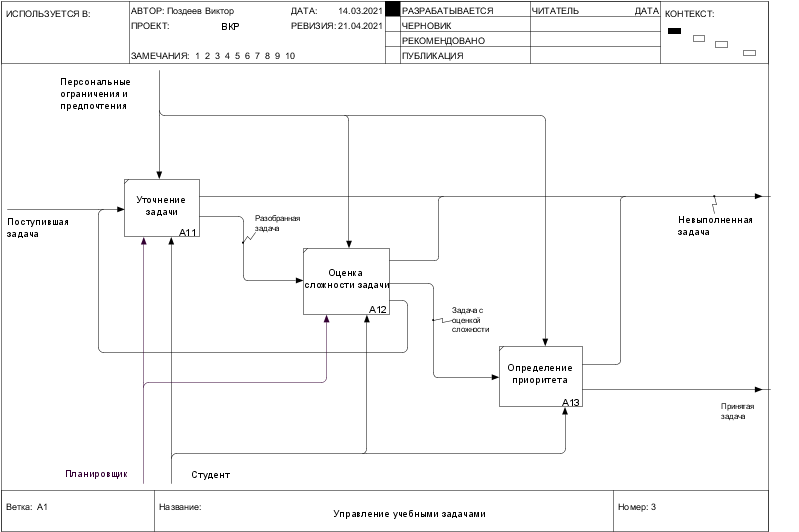 ИСПОЛЬЗУЕТСЯ В:
АВТОР: Поздеев Виктор
ДАТА: 14.03.2021
РАЗРАБАТЫВАЕТСЯ
ЧИТАТЕЛЬ
ДАТА
КОНТЕКСТ:
ПРОЕКТ: ВКР
РЕВИЗИЯ: 21.04.2021
ЧЕРНОВИК
РЕКОМЕНДОВАНО
ЗАМЕЧАНИЯ: 1 2 3 4 5 6 7 8 9 10
ПУБЛИКАЦИЯ
Персональные
ограничения и
предпочтения
Уточнение
задачи
A11
Поступившая
задача
Разобранная
задача
Невыполненная
задача
Оценка
сложности задачи
A12
Задача с
оценкой
сложности
Определение
приоритета
A13
Принятая
задача
Планировщик
Студент
Ветка: A1
Название:
Управление учебными задачами
Номер: 3